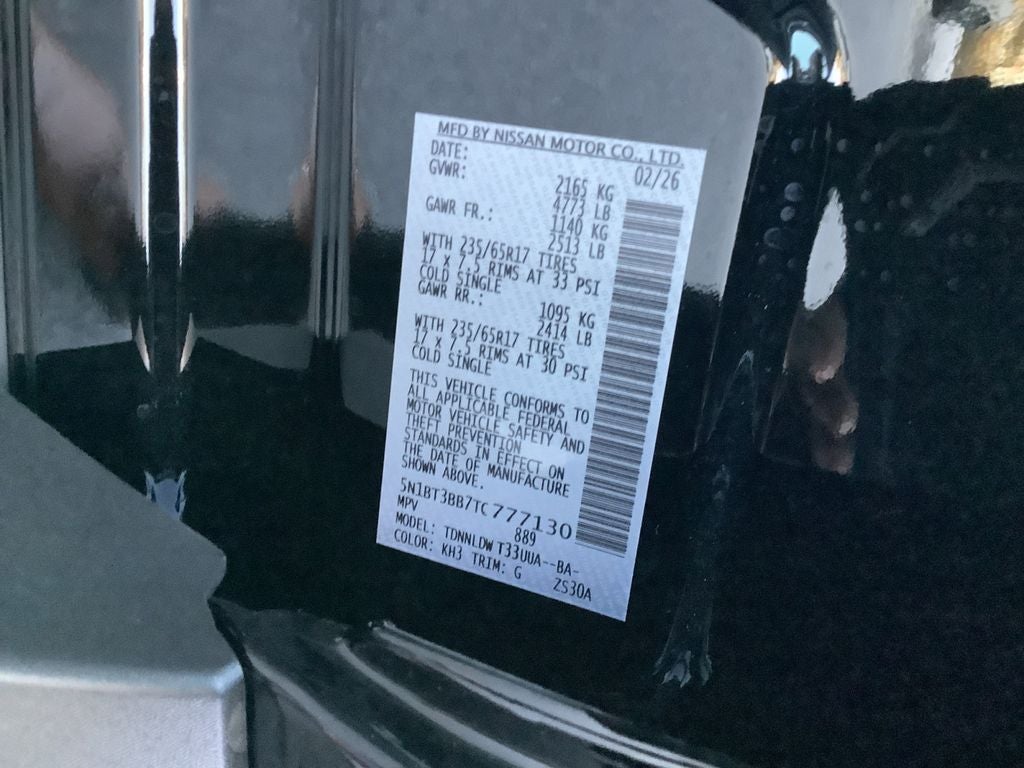 MFD BY NISSAN MOTOR CO., LTD.
DATE: 02/26
GVWR: 2165 KG
4773 LB
GAWR FR.: 1140 KG
2513 LB
WITH 235/65R17 TIRES
17 x 7.5 RIMS AT 33 PSI
COLD SINGLE
GAWR RR.: 1095 KG
2414 LB
WITH 235/65R17 TIRES
17 x 7.5 RIMS AT 30 PSI
COLD SINGLE
THIS VEHICLE CONFORMS TO
ALL APPLICABLE FEDERAL
MOTOR VEHICLE SAFETY AND
THEFT PREVENTION
STANDARDS IN EFFECT ON
THE DATE OF MANUFACTURE
SHOWN ABOVE.
5N1BT3BB7TC777130
MPV 889
MODEL: TDNNLDW T33UUA--BA-
COLOR: KH3 TRIM: G ZS30A